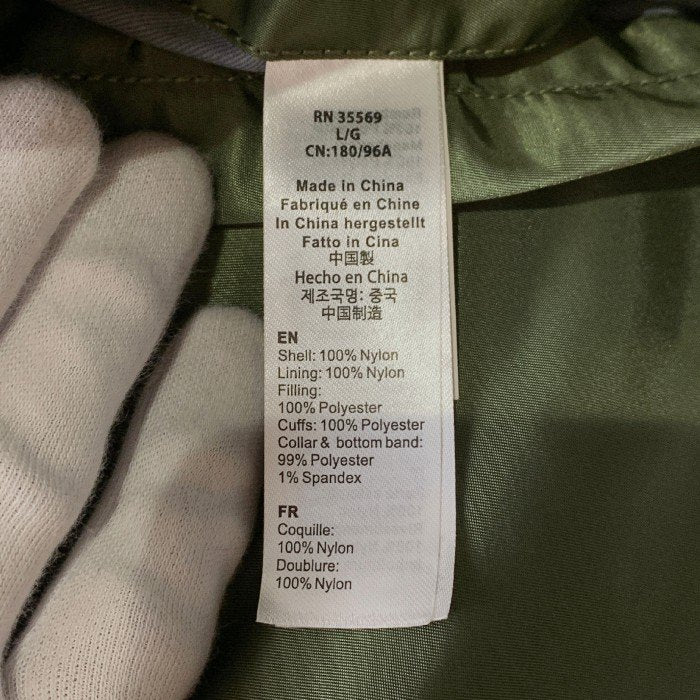 RN 35569
L/G
CN:180/96A
Made in China
Fabriqué en Chine
In China hergestellt
Fatto in Cina
中国製
Hecho en China
제조국명: 중국
中国制造
EN
Shell: 100% Nylon
Lining: 100% Nylon
Filling:
100% Polyester
Cuffs: 100% Polyester
Collar & bottom band:
99% Polyester
1% Spandex
FR
Coquille:
100% Nylon
Doublure:
100% Nylon